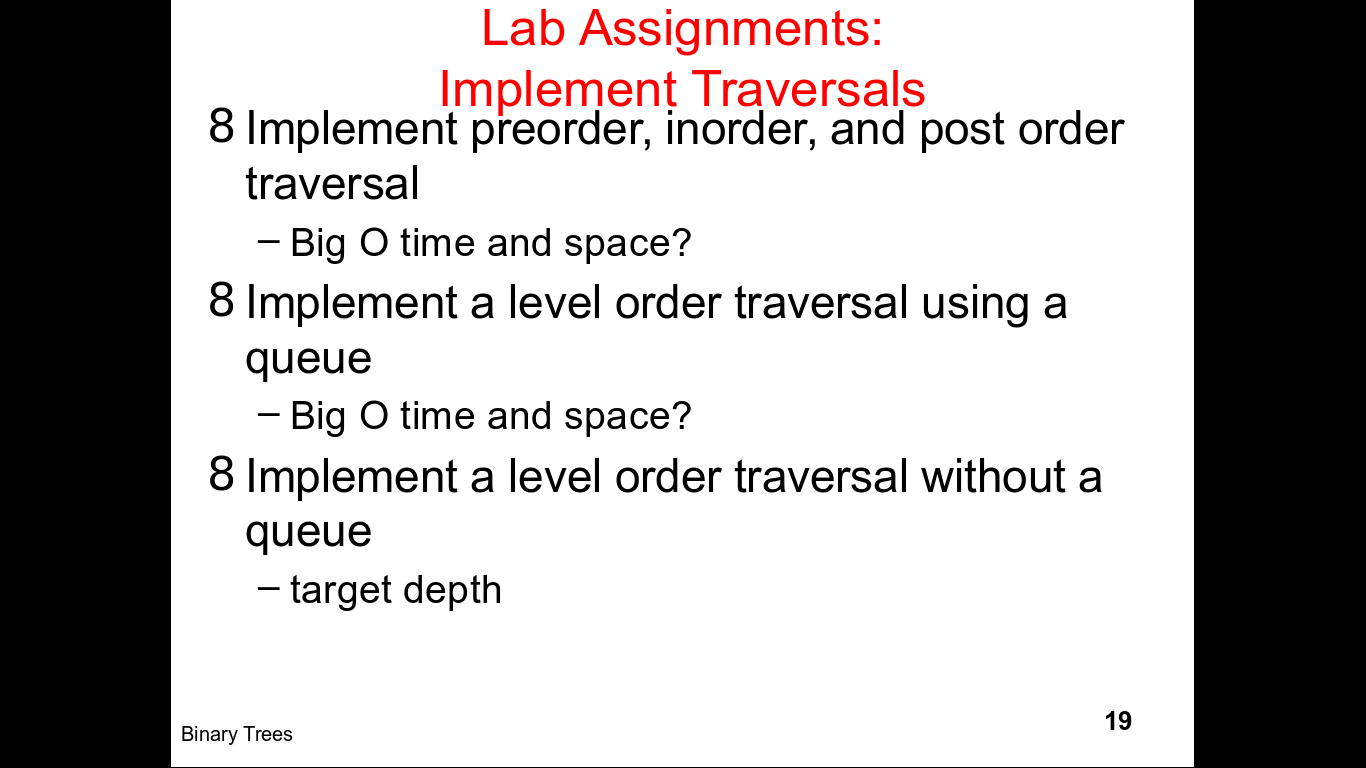 Lab Assignments:
Implement Traversals
8 Implement preorder, inorder, and post order
traversal
– Big O time and space?
8 Implement a level order traversal using a
queue
– Big O time and space?
8 Implement a level order traversal without a
queue
– target depth
Binary Trees
19